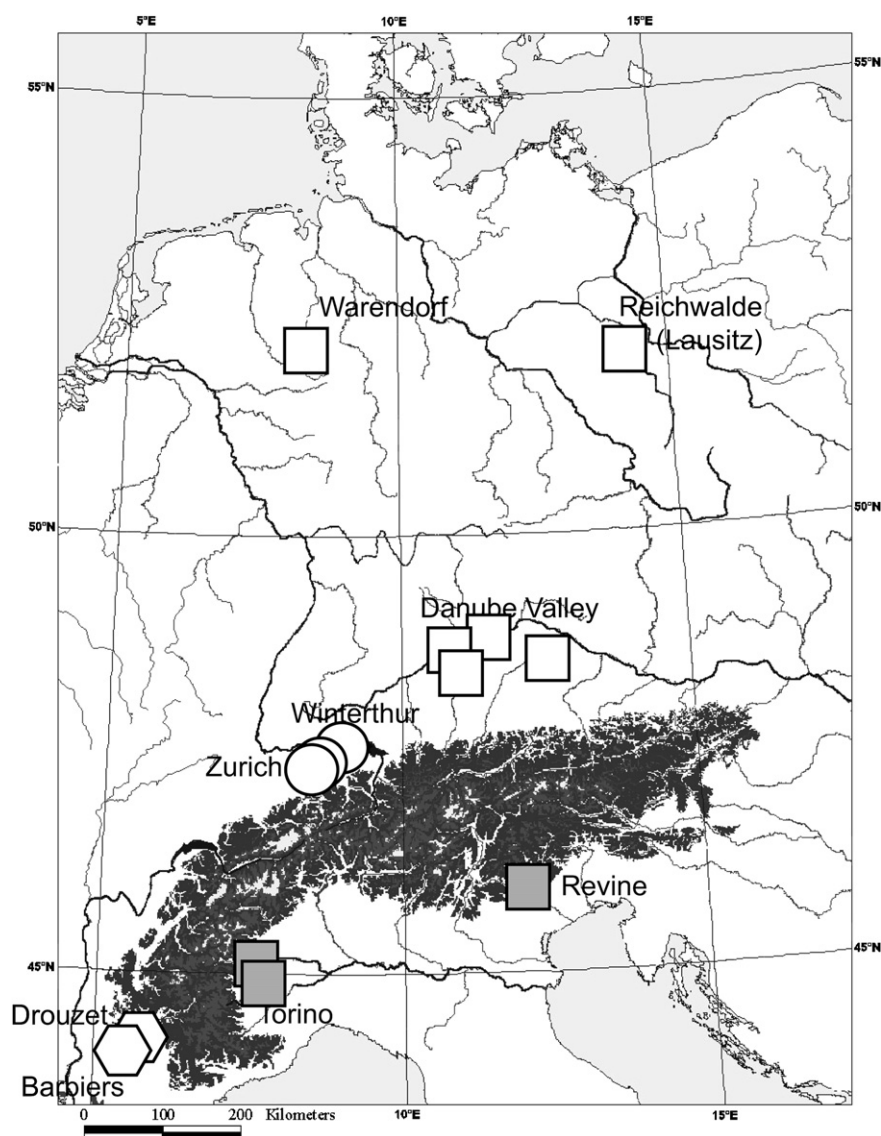 5°E 10°E 15°E
55°N 55°N
Warendorf
Reichwalde
(Lausitz)
50°N 50°N
Danube Valley
Winterthur
Zurich
Revine
45°N 45°N
Drouzet
Torino
Barbiers
0 100 200 Kilometers
10°E 15°E